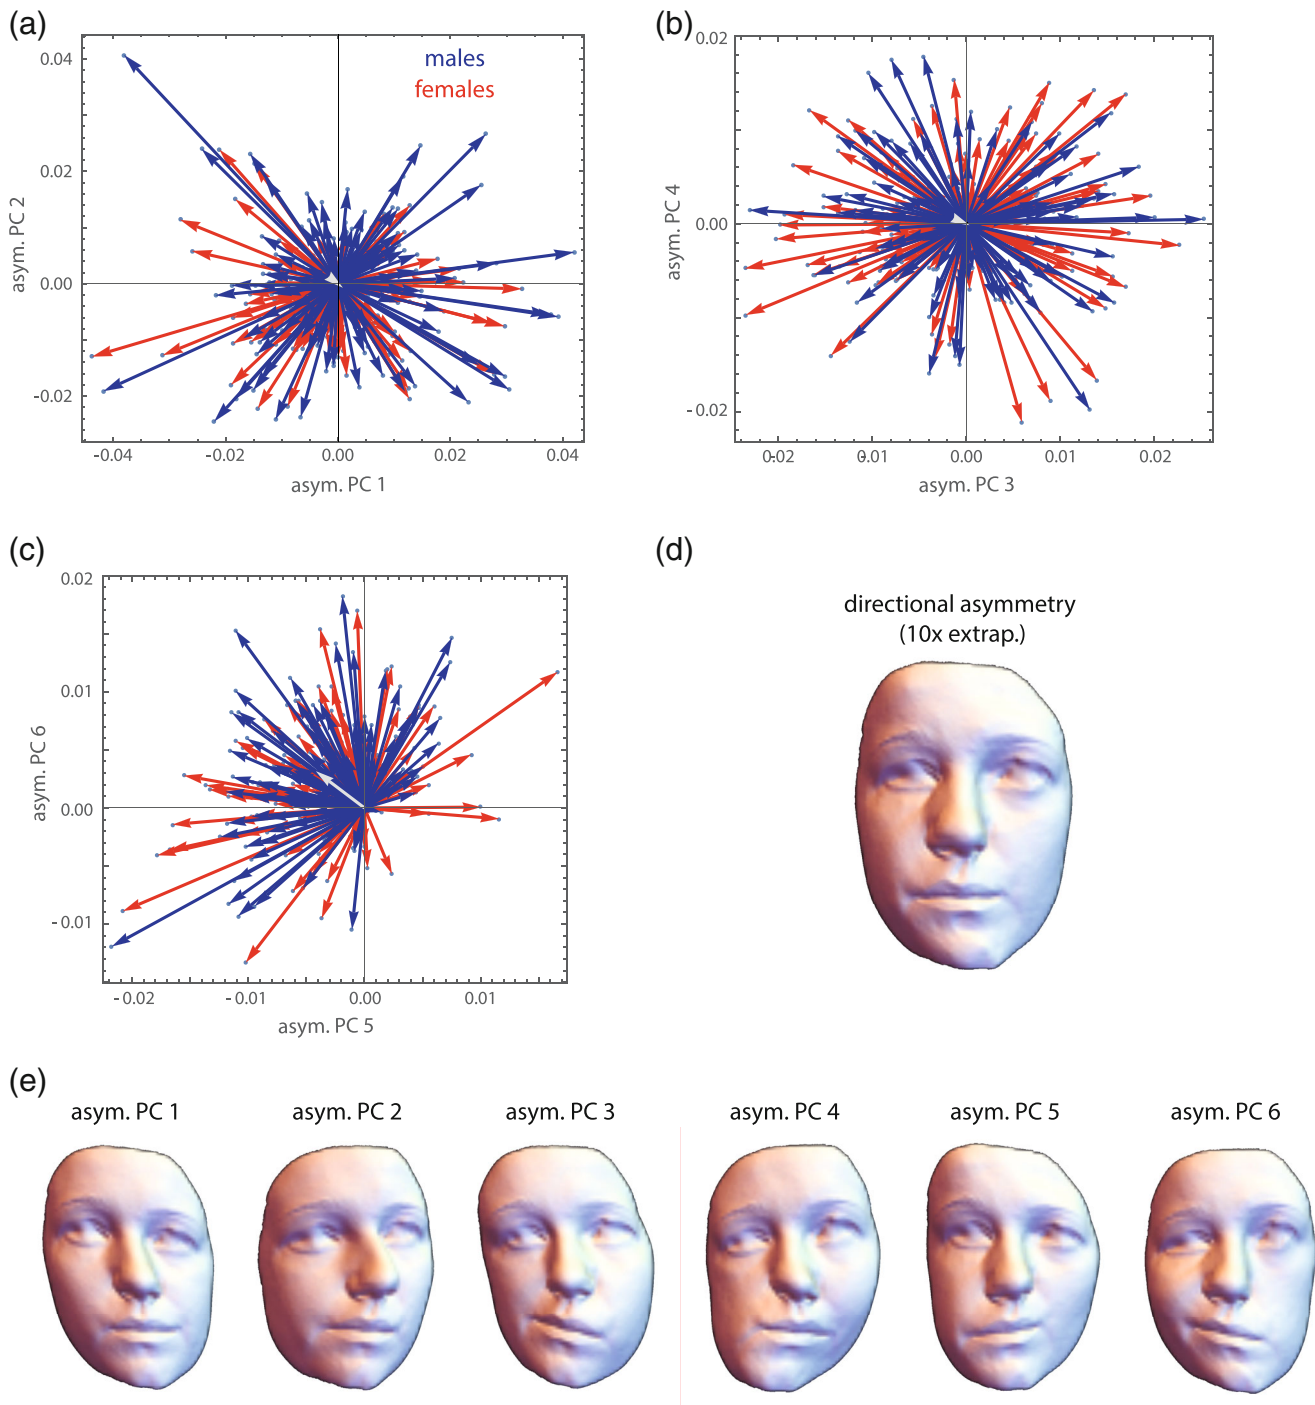 (a)
males
females
0.04
0.02
0.00
-0.02
asym. PC 2
-0.04
-0.02
0.00
0.02
0.04
asym. PC 1
(b)
0.02
0.01
0.00
-0.02
asym. PC 4
-0.02
-0.01
0.00
0.01
0.02
asym. PC 3
(c)
0.02
0.01
0.00
-0.01
asym. PC 6
-0.02
-0.01
0.00
0.01
asym. PC 5
(d)
directional asymmetry
(10x extrap.)
(e)
asym. PC 1
asym. PC 2
asym. PC 3
asym. PC 4
asym. PC 5
asym. PC 6